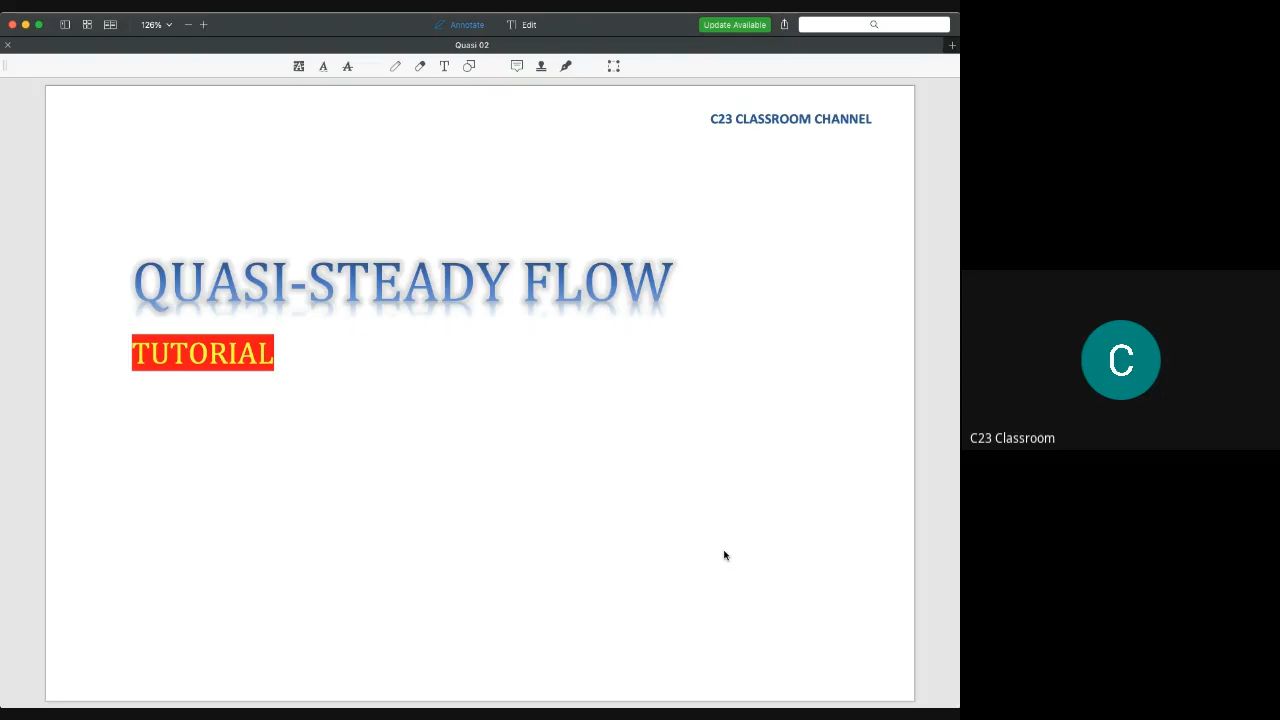 126%
Annotate
Edit
Update Available
Quasi 02
C23 CLASSROOM CHANNEL
QUASI-STEADY FLOW
TUTORIAL
C
C23 Classroom